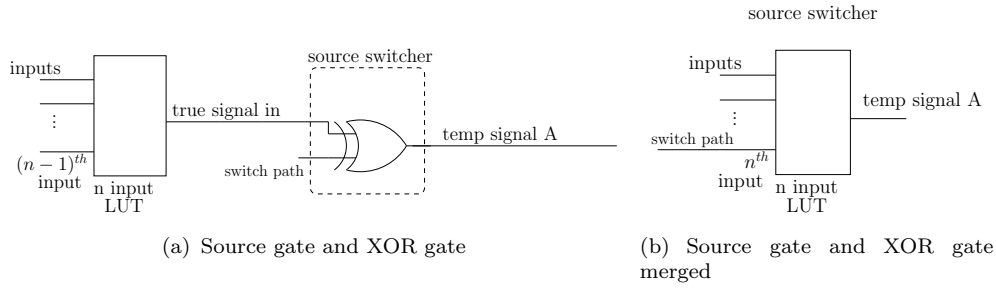 source switcher
source switcher
inputs
true signal in
temp signal A
⋮
(n − 1)^{th}
input
switch path
n input
LUT
inputs
temp signal A
⋮
switch path
n^{th}
input
n input
LUT
(a) Source gate and XOR gate
(b) Source gate and XOR gate
merged